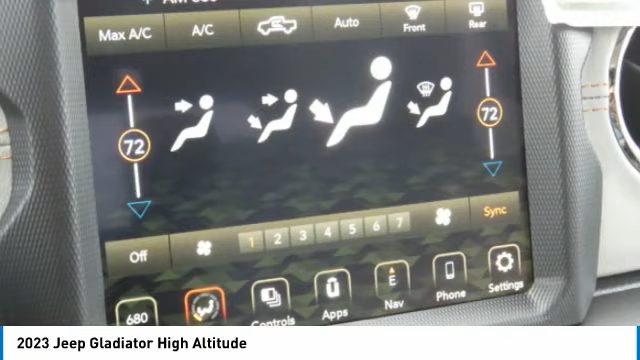 Max A/C
A/C
Auto
Front
Rear
72
72
Off
1 2 3 4 5 6 7
Sync
680
Controls
Apps
E
Nav
Phone
Settings
2023 Jeep Gladiator High Altitude